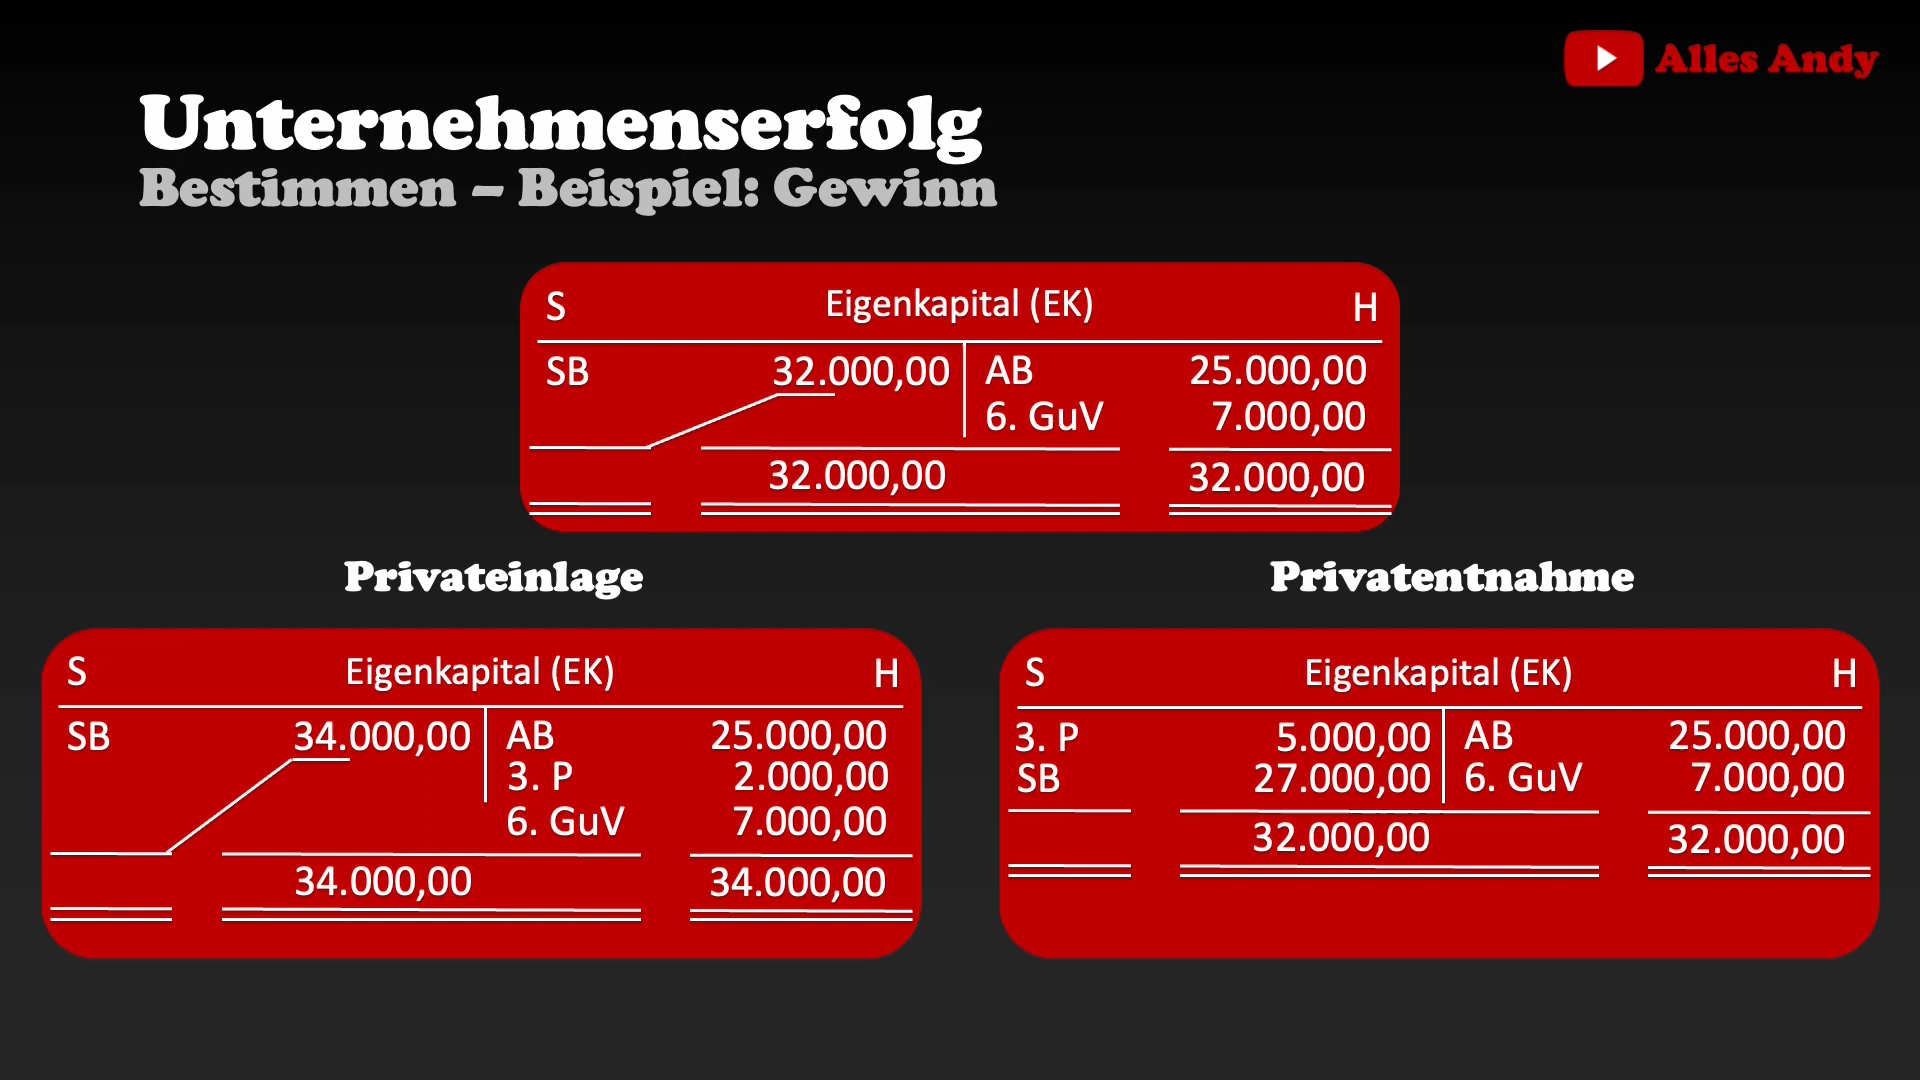 Alles Andy
Unternehmenserfolg
Bestimmen – Beispiel: Gewinn
S Eigenkapital (EK) H
SB 32.000,00 AB 25.000,00
6. GuV 7.000,00
32.000,00 32.000,00
Privateinlage
S Eigenkapital (EK) H
SB 34.000,00 AB 25.000,00
3. P 2.000,00
6. GuV 7.000,00
34.000,00 34.000,00
Privatentnahme
S Eigenkapital (EK) H
3. P 5.000,00 AB 25.000,00
SB 27.000,00 6. GuV 7.000,00
32.000,00 32.000,00